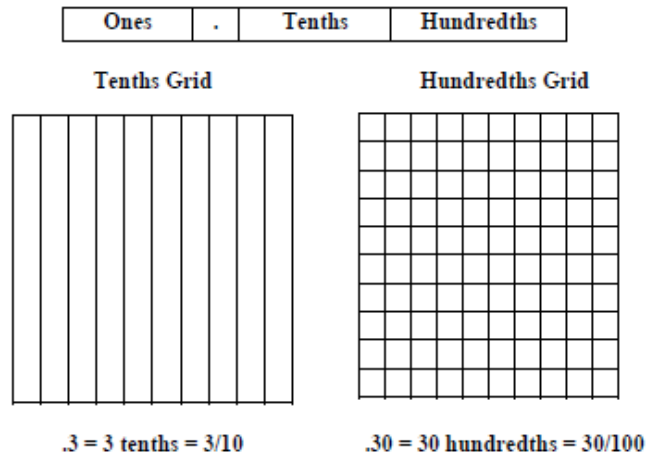 Ones . Tenths Hundredths
Tenths Grid Hundredths Grid
.3 = 3 tenths = 3/10 .30 = 30 hundredths = 30/100